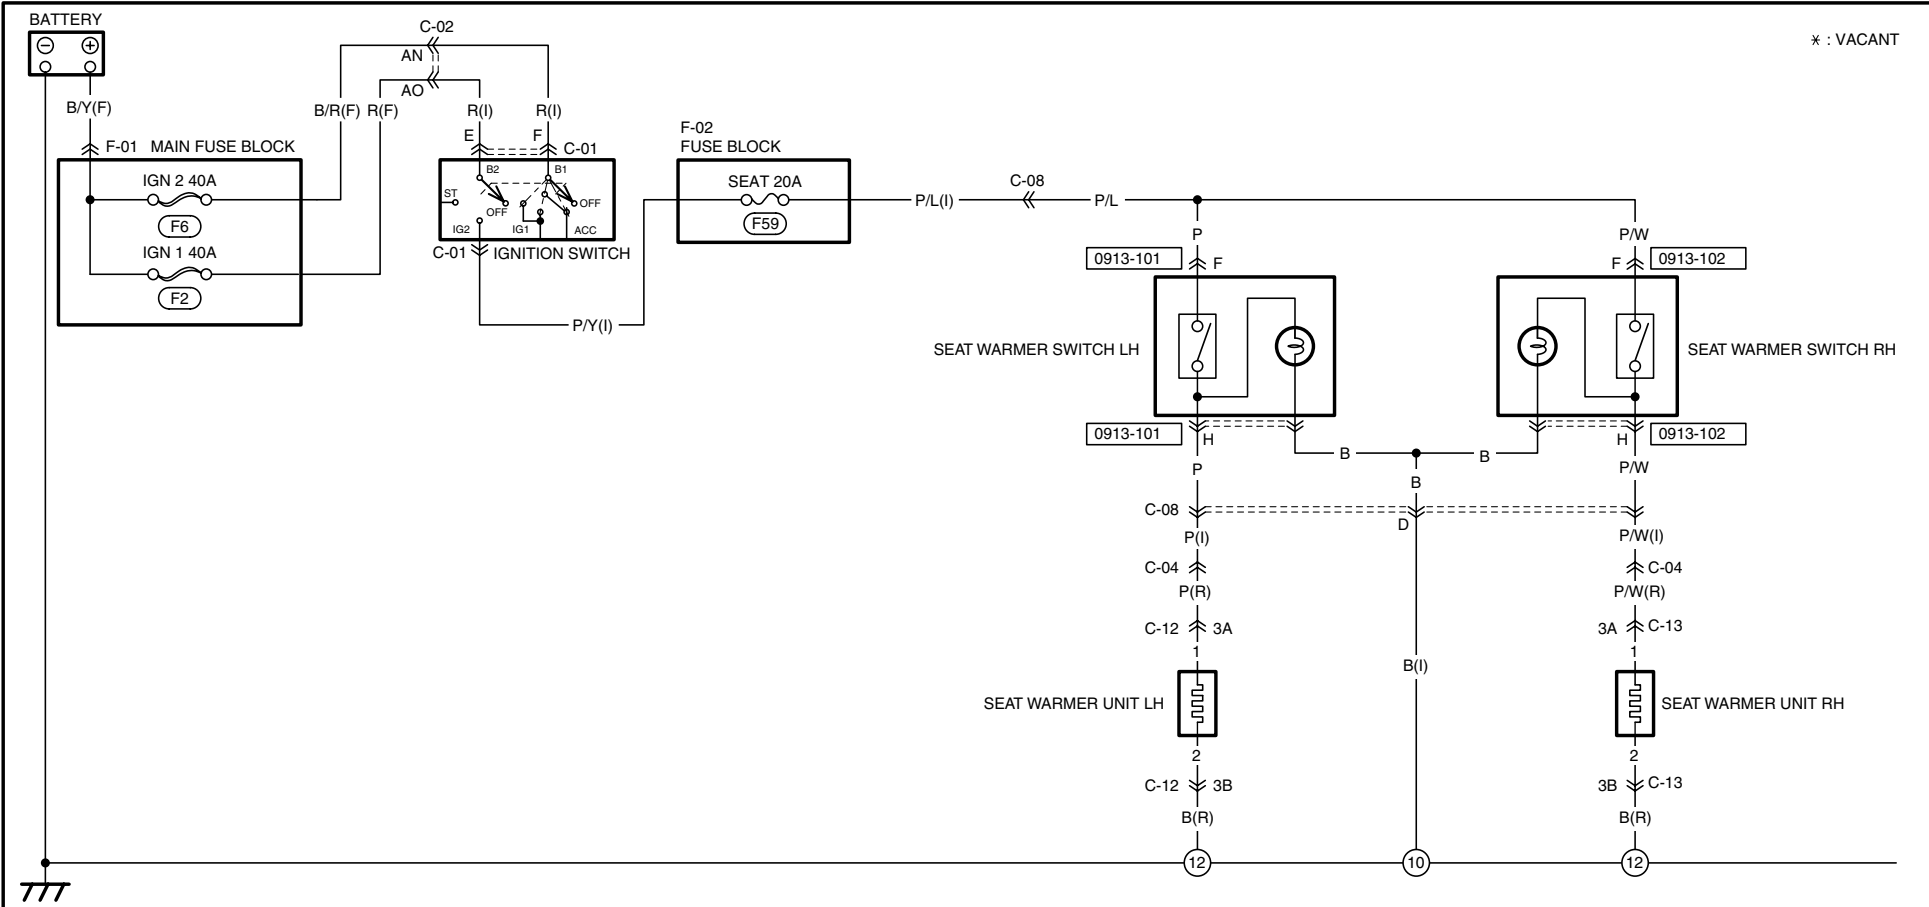 BATTERY
C-02
✳ : VACANT
AN
AO
B/Y(F)
B/R(F)
R(F)
R(I)
R(I)
E
F
C-01
F-01 MAIN FUSE BLOCK
F-02
FUSE BLOCK
IGN 2 40A
F6
IGN 1 40A
F2
B2
B1
ST
OFF
OFF
IG2
IG1
ACC
C-01
IGNITION SWITCH
P/Y(I)
SEAT 20A
F59
P/L(I)
C-08
P/L
P
P/W
0913-101
F
F
0913-102
SEAT WARMER SWITCH LH
SEAT WARMER SWITCH RH
0913-101
H
H
0913-102
B
B
P
B
P/W
C-08
D
P(I)
P/W(I)
C-04
C-04
P(R)
P/W(R)
C-12
3A
3A
C-13
1
1
B(I)
SEAT WARMER UNIT LH
SEAT WARMER UNIT RH
2
2
C-12
3B
3B
C-13
B(R)
B(R)
12
10
12